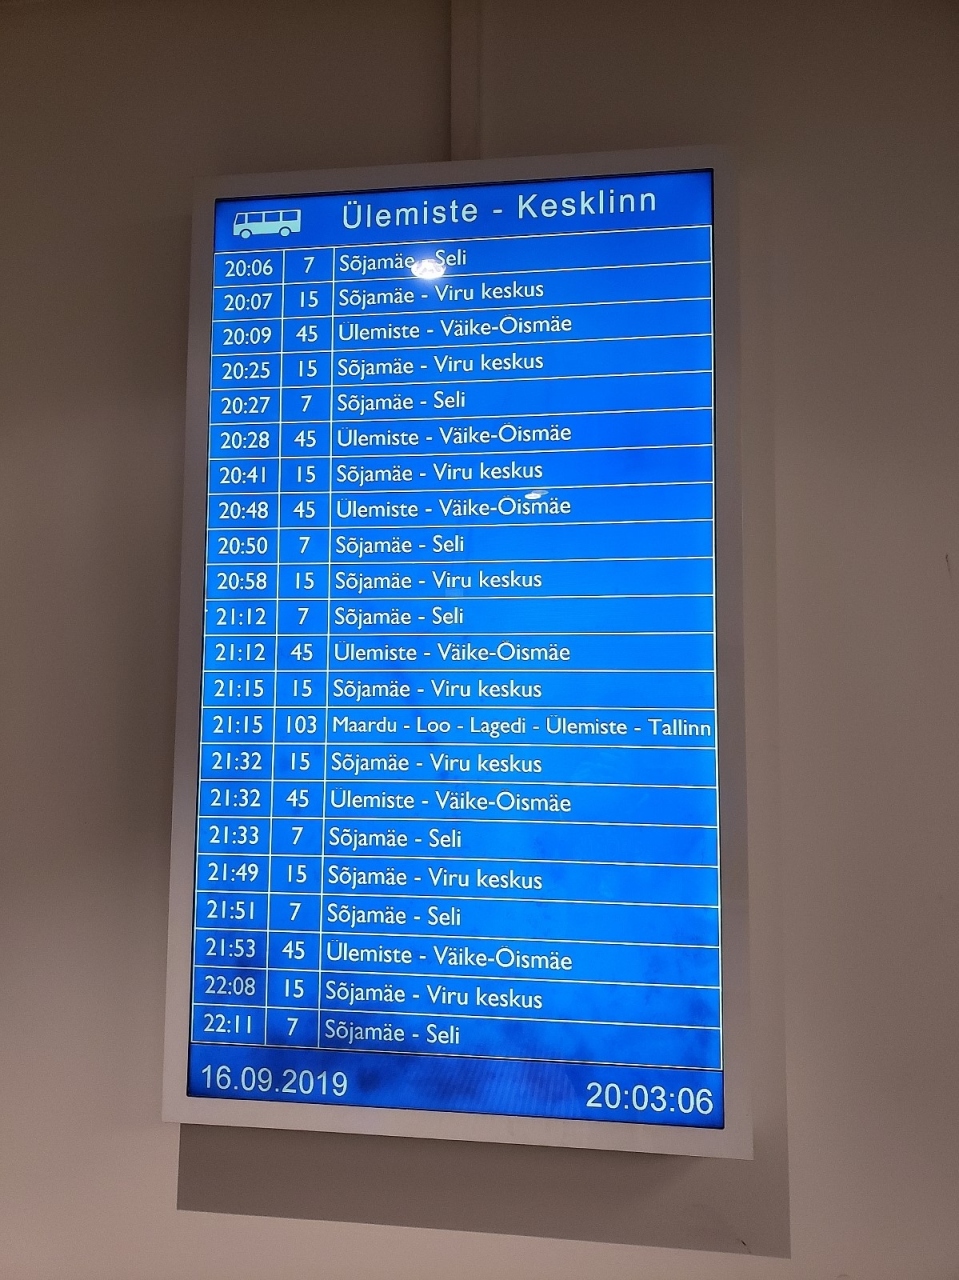 Ülemiste - Kesklinn
20:06 7 Sõjamäe - Seli
20:07 15 Sõjamäe - Viru keskus
20:09 45 Ülemiste - Väike-Õismäe
20:25 15 Sõjamäe - Viru keskus
20:27 7 Sõjamäe - Seli
20:28 45 Ülemiste - Väike-Õismäe
20:41 15 Sõjamäe - Viru keskus
20:48 45 Ülemiste - Väike-Õismäe
20:50 7 Sõjamäe - Seli
20:58 15 Sõjamäe - Viru keskus
21:12 7 Sõjamäe - Seli
21:12 45 Ülemiste - Väike-Õismäe
21:15 15 Sõjamäe - Viru keskus
21:15 103 Maardu - Loo - Lagedi - Ülemiste - Tallinn
21:32 15 Sõjamäe - Viru keskus
21:32 45 Ülemiste - Väike-Õismäe
21:33 7 Sõjamäe - Seli
21:49 15 Sõjamäe - Viru keskus
21:51 7 Sõjamäe - Seli
21:53 45 Ülemiste - Väike-Õismäe
22:08 15 Sõjamäe - Viru keskus
22:11 7 Sõjamäe - Seli
16.09.2019 20:03:06